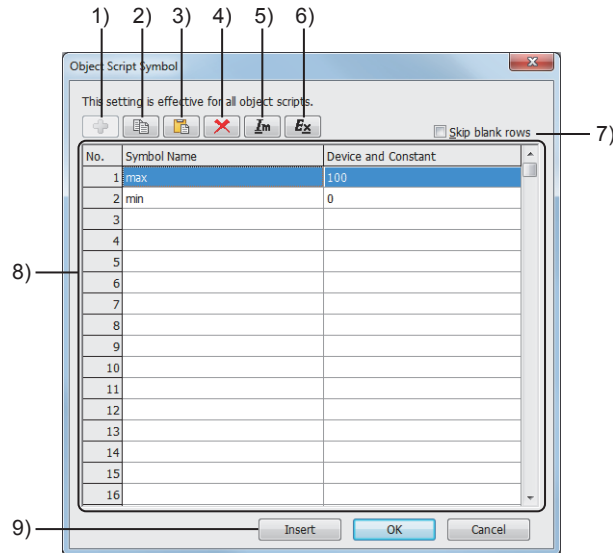 1) 2) 3) 4) 5) 6)
Object Script Symbol
x
This setting is effective for all object scripts.
Im Ex
Skip blank rows 7)
No. Symbol Name Device and Constant
1 max 100
2 min 0
3
4
5
8) 6
7
8
9
10
11
12
13
14
15
16
9) Insert OK Cancel